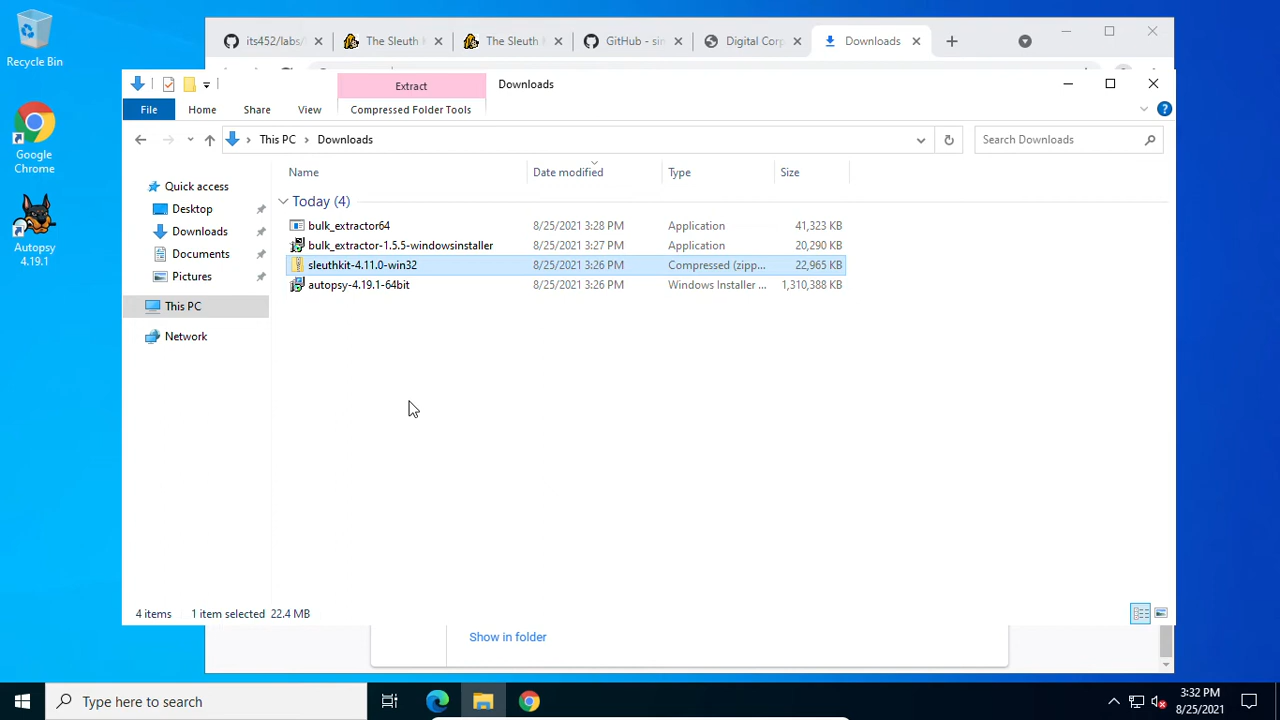 Recycle Bin
Google Chrome
Autopsy 4.19.1
its452/labs/
The Sleuth K
The Sleuth K
GitHub - sim
Digital Corp
Downloads
Extract
Downloads
File
Home
Share
View
Compressed Folder Tools
This PC
Downloads
Search Downloads
Name
Date modified
Type
Size
Quick access
Desktop
Downloads
Documents
Pictures
This PC
Network
Today (4)
bulk_extractor64 8/25/2021 3:28 PM Application 41,323 KB
bulk_extractor-1.5.5-windowsinstaller 8/25/2021 3:27 PM Application 20,290 KB
sleuthkit-4.11.0-win32 8/25/2021 3:26 PM Compressed (zipp... 22,965 KB
autopsy-4.19.1-64bit 8/25/2021 3:26 PM Windows Installer ... 1,310,388 KB
4 items
1 item selected 22.4 MB
Show in folder
Type here to search
3:32 PM
8/25/2021